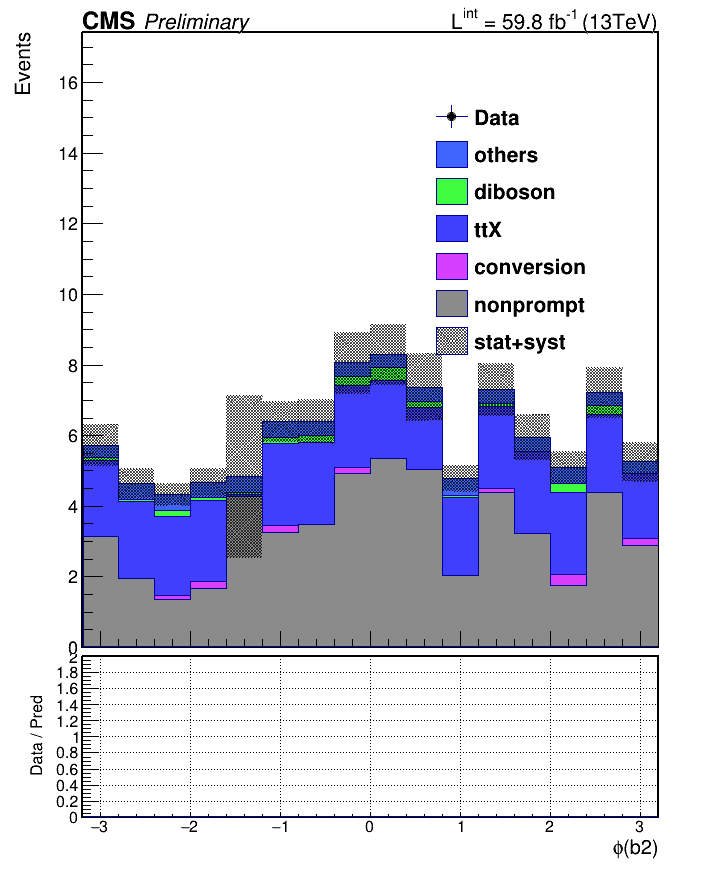 CMS Preliminary L^int = 59.8 fb^-1 (13TeV)
Events
16
14
12
10
8
6
4
2
0
Data
others
diboson
ttX
conversion
nonprompt
stat+syst
Data / Pred
2
1.8
1.6
1.4
1.2
1
0.8
0.6
0.4
0.2
0
−3 −2 −1 0 1 2 3
ϕ(b2)